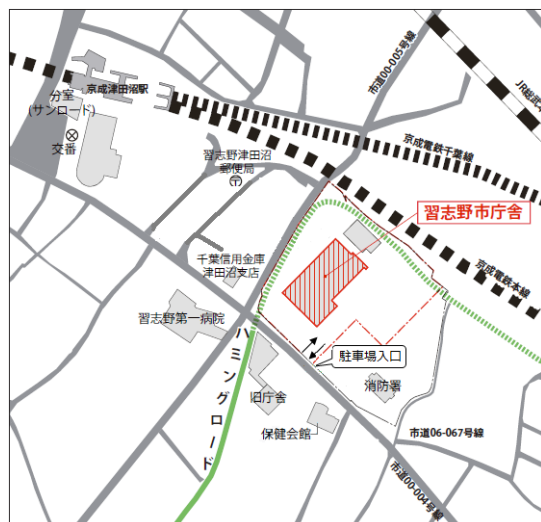 JR総武本
市道00-005号線
京成津田沼駅
分室
(サンロード)
交番
京成電鉄千葉線
習志野津田沼
郵便局
習志野市庁舎
京成電鉄本線
千葉信用金庫
津田沼支店
習志野第一病院
ハミングロード
駐車場入口
消防署
旧庁舎
保健会館
市道06-067号線
市道00-004号線